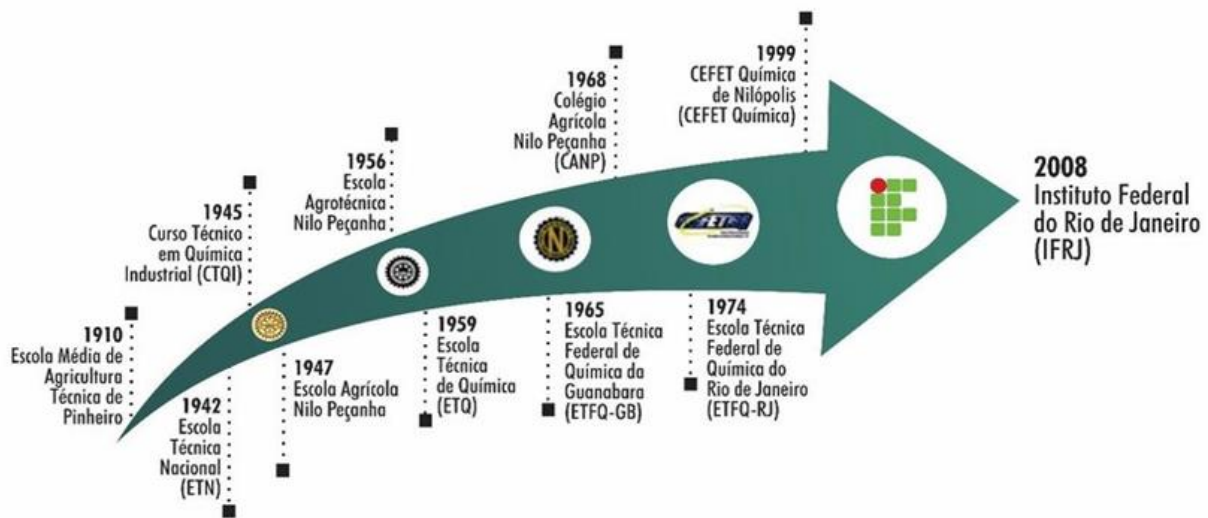 1910
Escola Média de
Agricultura
Técnica de
Pinheiro
1942
Escola
Técnica
Nacional
(ETN)
1945
Curso Técnico
em Química
Industrial (CTQI)
1947
Escola Agrícola
Nilo Peçanha
1956
Escola
Agrotécnica
Nilo Peçanha
1959
Escola
Técnica
de Química
(ETQ)
1965
Escola Técnica
Federal de
Química da
Guanabara
(ETFQ-GB)
1968
Colégio
Agrícola
Nilo Peçanha
(CANP)
1974
Escola Técnica
Federal de
Química do
Rio de Janeiro
(ETFQ-RJ)
1999
CEFET Química
de Nilópolis
(CEFET Química)
2008
Instituto Federal
do Rio de Janeiro
(IFRJ)
N